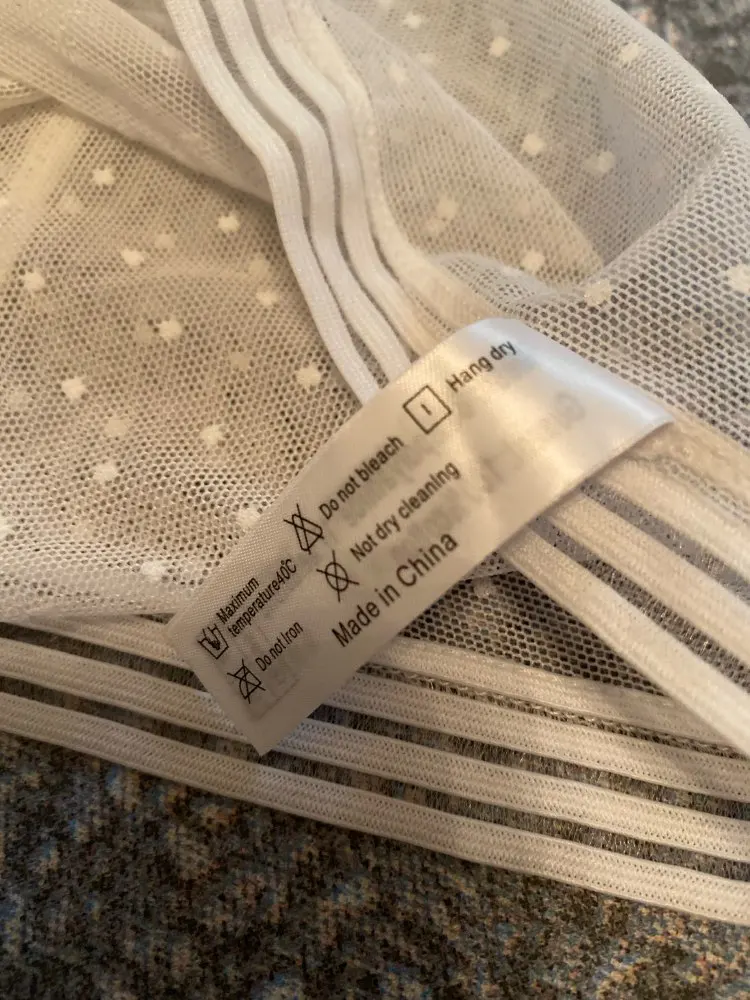 Maximum
temperature40℃
Do not bleach
Hang dry
Do not Iron
Not dry cleaning
Made in China